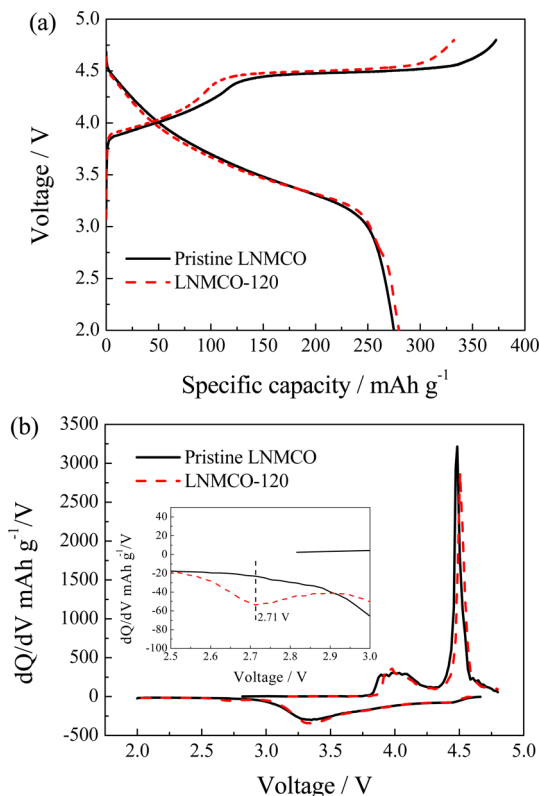 (a)
5.0
4.5
4.0
3.5
3.0
2.5
2.0
Voltage / V
Pristine LNMCO
LNMCO-120
0 50 100 150 200 250 300 350 400
Specific capacity / mAh g⁻¹
(b)
3500
3000
2500
2000
1500
1000
500
0
-500
dQ/dV mAh g⁻¹/V
Pristine LNMCO
LNMCO-120
40
20
0
-20
-40
-60
-80
-100
dQ/dV mAh g⁻¹/V
2.71 V
2.5 2.6 2.7 2.8 2.9 3.0
Voltage / V
2.0 2.5 3.0 3.5 4.0 4.5 5.0
Voltage / V